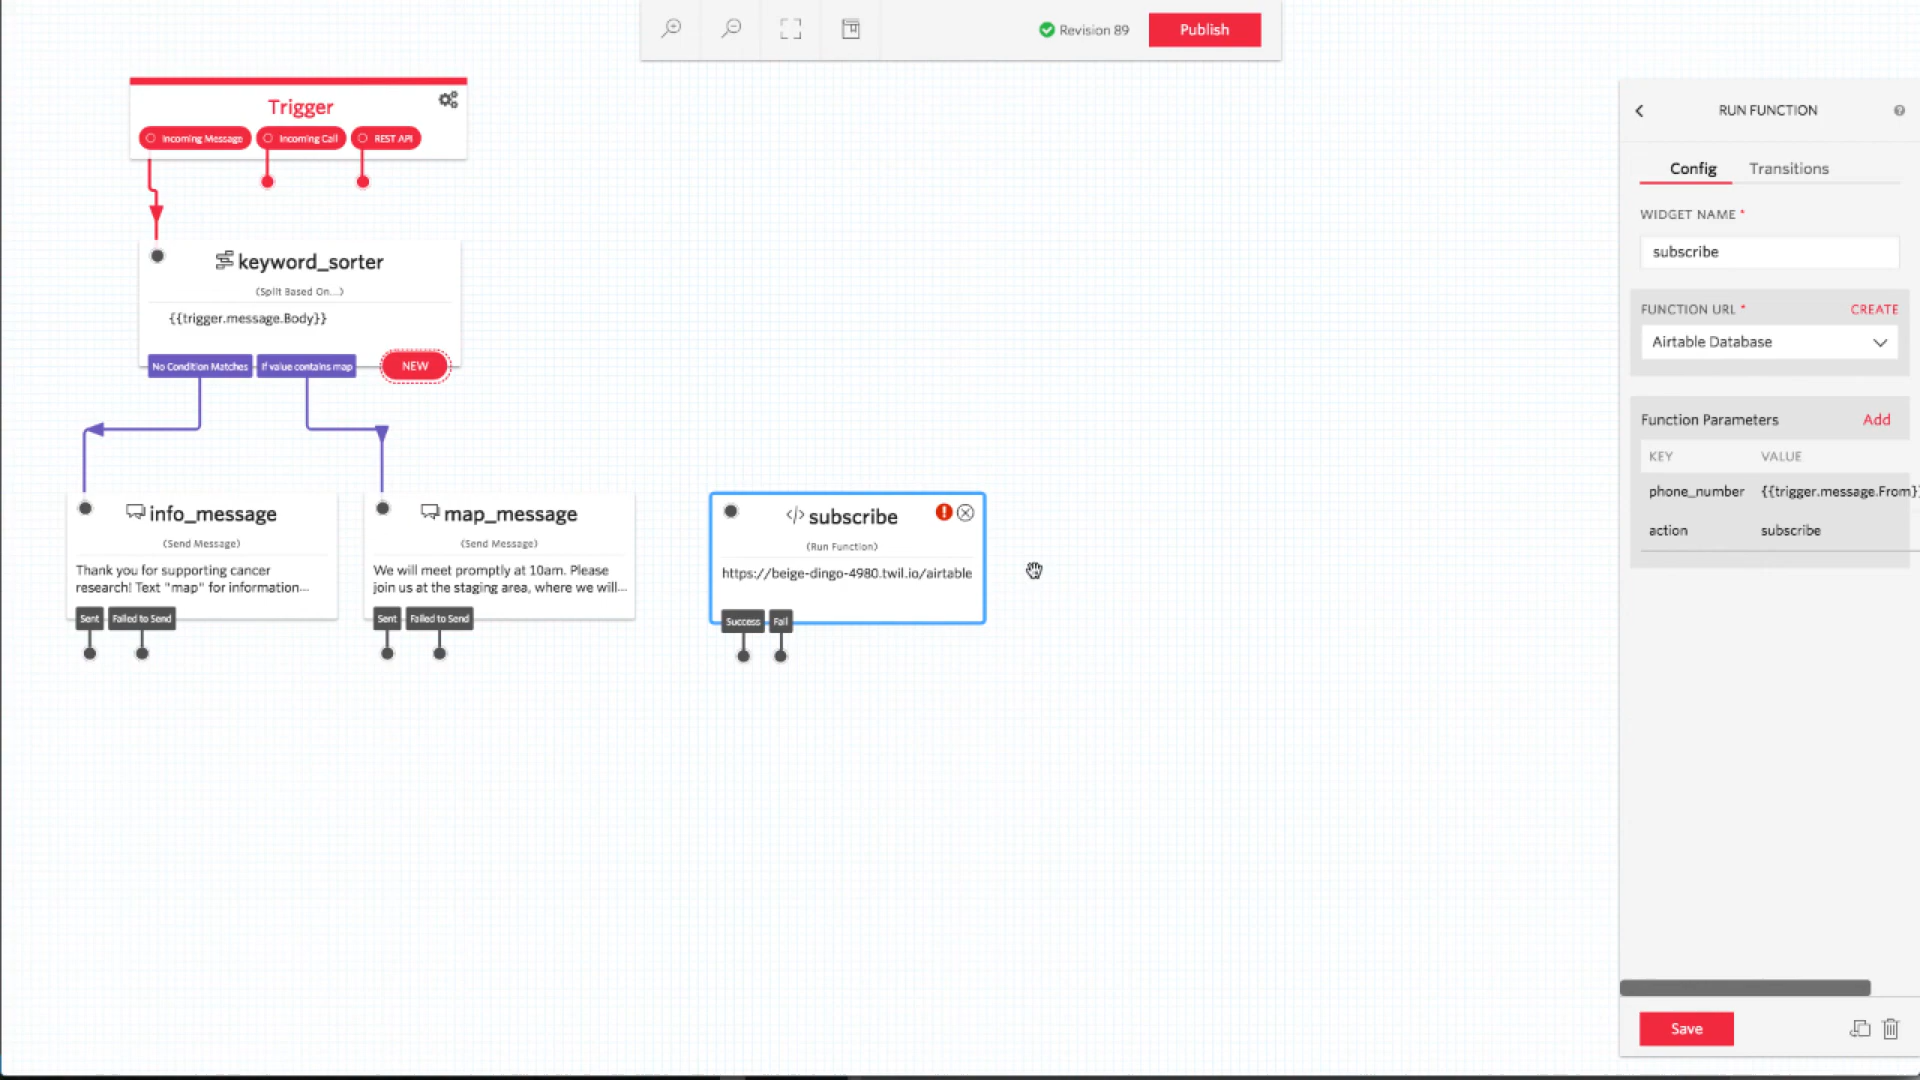 Revision 89
Publish
Trigger
Incoming Message
Incoming Call
REST API
keyword_sorter
(Split Based On...)
{{trigger.message.Body}}
No Condition Matches
If value contains map
NEW
info_message
(Send Message)
Thank you for supporting cancer
research! Text "map" for information...
Sent
Failed to Send
map_message
(Send Message)
We will meet promptly at 10am. Please
join us at the staging area, where we will...
Sent
Failed to Send
</> subscribe
(Run Function)
https://beige-dingo-4980.twil.io/airtable
Success
Fail
RUN FUNCTION
Config
Transitions
WIDGET NAME *
subscribe
FUNCTION URL *
CREATE
Airtable Database
Function Parameters
Add
KEY VALUE
phone_number {{trigger.message.From}}
action subscribe
Save